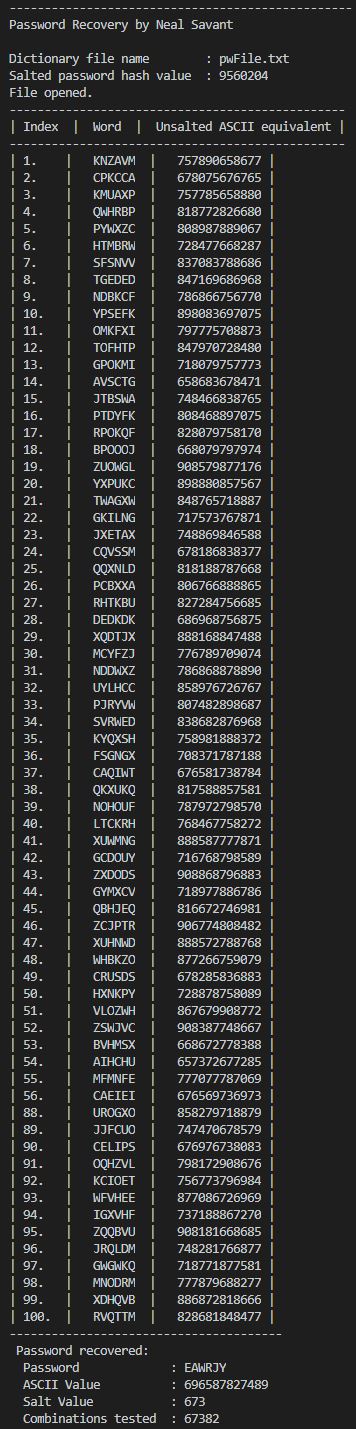 --------------------------------------------------
Password Recovery by Neal Savant
Dictionary file name        : pwFile.txt
Salted password hash value  : 9560204
File opened.
-------------------------------------------------
| Index  |  Word  |  Unsalted ASCII equivalent |
-------------------------------------------------
| 1.    |   KNZAVM  |   757890658677 |
| 2.    |   CPKCCA  |   678075676765 |
| 3.    |   KMUAXP  |   757785658880 |
| 4.    |   QWHRBP  |   818772826680 |
| 5.    |   PYWXZC  |   808987889067 |
| 6.    |   HTMBRW  |   728477668287 |
| 7.    |   SFSNVV  |   837083788686 |
| 8.    |   TGEDED  |   847169686968 |
| 9.    |   NDBKCF  |   786866756770 |
| 10.   |   YPSEFK  |   898083697075 |
| 11.   |   OMKFXI  |   797775708873 |
| 12.   |   TOFHTP  |   847970728480 |
| 13.   |   GPOKMI  |   718079757773 |
| 14.   |   AVSCTG  |   658683678471 |
| 15.   |   JTBSWA  |   748466838765 |
| 16.   |   PTDYFK  |   808468897075 |
| 17.   |   RPOKQF  |   828079758170 |
| 18.   |   BPOOOJ  |   668079797974 |
| 19.   |   ZUOWGL  |   908579877176 |
| 20.   |   YXPUKC  |   898880857567 |
| 21.   |   TWAGXW  |   848765718887 |
| 22.   |   GKILNG  |   717573767871 |
| 23.   |   JXETAX  |   748869846588 |
| 24.   |   CQVSSM  |   678186838377 |
| 25.   |   QQXNLD  |   818188787668 |
| 26.   |   PCBXXA  |   806766888865 |
| 27.   |   RHTKBU  |   827284756685 |
| 28.   |   DEDKDK  |   686968756875 |
| 29.   |   XQDTJX  |   888168847488 |
| 30.   |   MCYFZJ  |   776789709074 |
| 31.   |   NDDWXZ  |   786868878890 |
| 32.   |   UYLHCC  |   858976726767 |
| 33.   |   PJRYVW  |   807482898687 |
| 34.   |   SVRWED  |   838682876968 |
| 35.   |   KYQXSH  |   758981888372 |
| 36.   |   FSGNGX  |   708371787188 |
| 37.   |   CAQIWT  |   676581738784 |
| 38.   |   QKXUKQ  |   817588857581 |
| 39.   |   NOHOUF  |   787972798570 |
| 40.   |   LTCKRH  |   768467758272 |
| 41.   |   XUWMNG  |   888587777871 |
| 42.   |   GCDOUY  |   716768798589 |
| 43.   |   ZXDODS  |   908868796883 |
| 44.   |   GYMXCV  |   718977886786 |
| 45.   |   QBHJEQ  |   816672746981 |
| 46.   |   ZCJPTR  |   906774808482 |
| 47.   |   XUHNWD  |   888572788768 |
| 48.   |   WHBKZO  |   877266759079 |
| 49.   |   CRUSDS  |   678285836883 |
| 50.   |   HXNKPY  |   728878758089 |
| 51.   |   VLOZWH  |   867679908772 |
| 52.   |   ZSWJVC  |   908387748667 |
| 53.   |   BVHMSX  |   668672778388 |
| 54.   |   AIHCHU  |   657372677285 |
| 55.   |   MFMNFE  |   777077787069 |
| 56.   |   CAEIEI  |   676569736973 |
| 88.   |   UROGXO  |   858279718879 |
| 89.   |   JJFCUO  |   747470678579 |
| 90.   |   CELIPS  |   676976738083 |
| 91.   |   OQHZVL  |   798172908676 |
| 92.   |   KCIOET  |   756773796984 |
| 93.   |   WFVHEE  |   877086726969 |
| 94.   |   IGXVHF  |   737188867270 |
| 95.   |   ZQQBVU  |   908181668685 |
| 96.   |   JRQLDM  |   748281766877 |
| 97.   |   GWGWKQ  |   718771877581 |
| 98.   |   MNODRM  |   777879688277 |
| 99.   |   XDHQVB  |   886872818666 |
| 100.  |   RVQTTM  |   828681848477 |
----------------------------------------
Password recovered:
Password             : EAWRJY
ASCII Value          : 696587827489
Salt Value           : 673
Combinations tested  : 67382